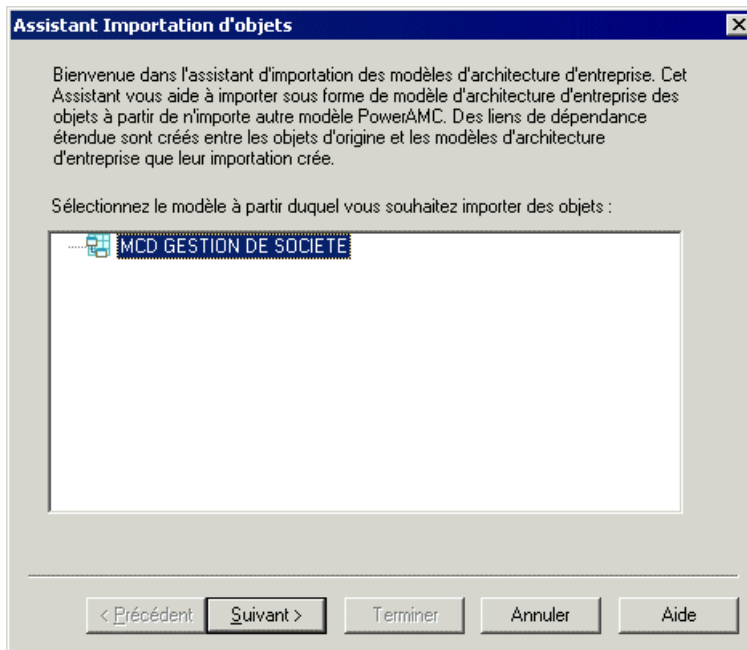 Assistant Importation d'objets
Bienvenue dans l'assistant d'importation des modèles d'architecture d'entreprise. Cet
Assistant vous aide à importer sous forme de modèle d'architecture d'entreprise des
objets à partir de n'importe autre modèle PowerAMC. Des liens de dépendance
étendue sont créés entre les objets d'origine et les modèles d'architecture
d'entreprise que leur importation crée.
Sélectionnez le modèle à partir duquel vous souhaitez importer des objets :
MCD GESTION DE SOCIETE
< Précédent Suivant > Terminer Annuler Aide